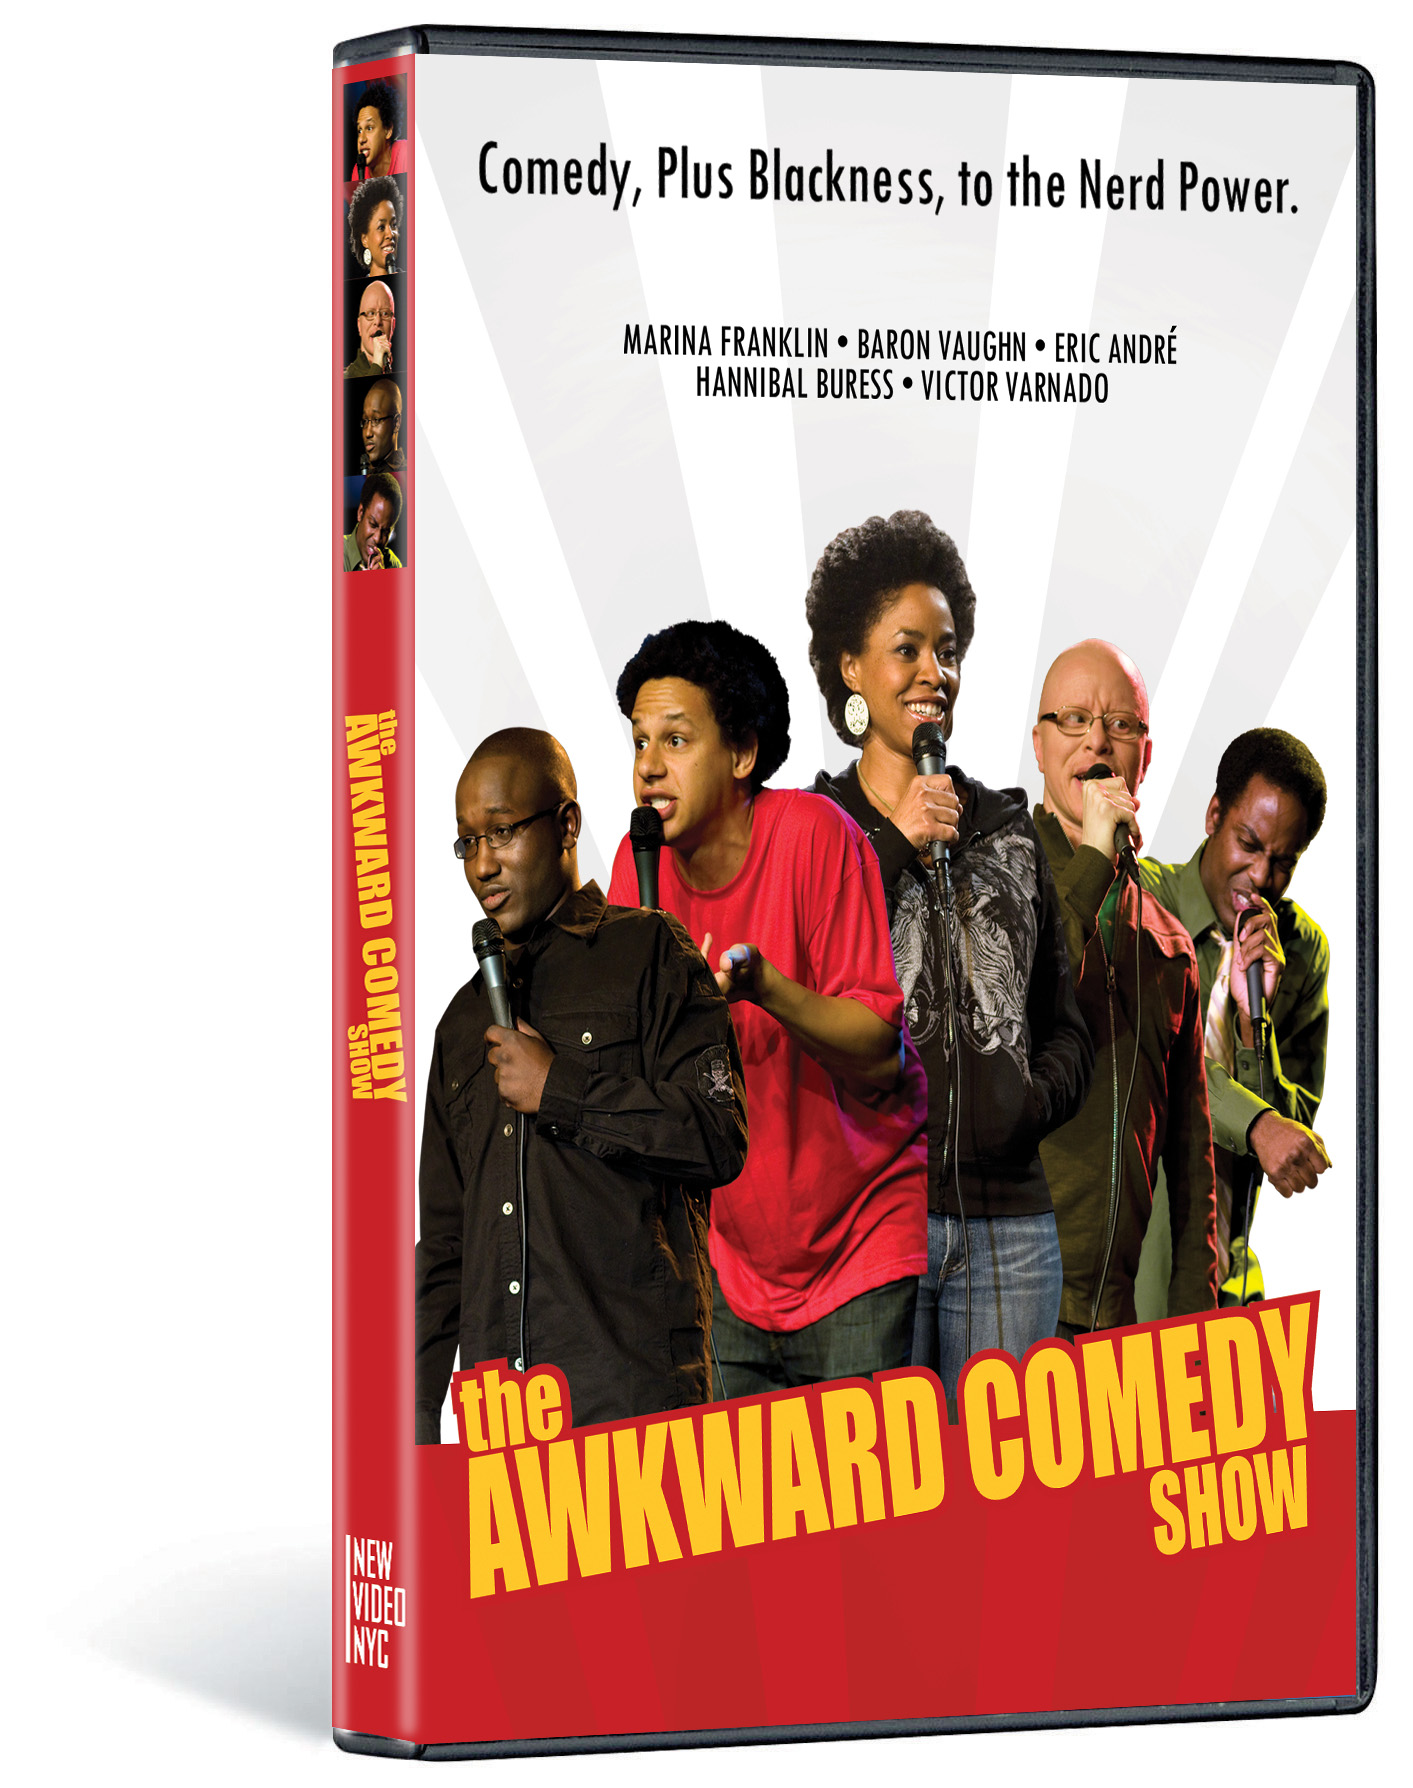 Comedy, Plus Blackness, to the Nerd Power.
MARINA FRANKLIN • BARON VAUGHN • ERIC ANDRÉ
HANNIBAL BURESS • VICTOR VARNADO
the
AWKWARD COMEDY
SHOW
the
AWKWARD COMEDY
SHOW
NEW
VIDEO
NYC